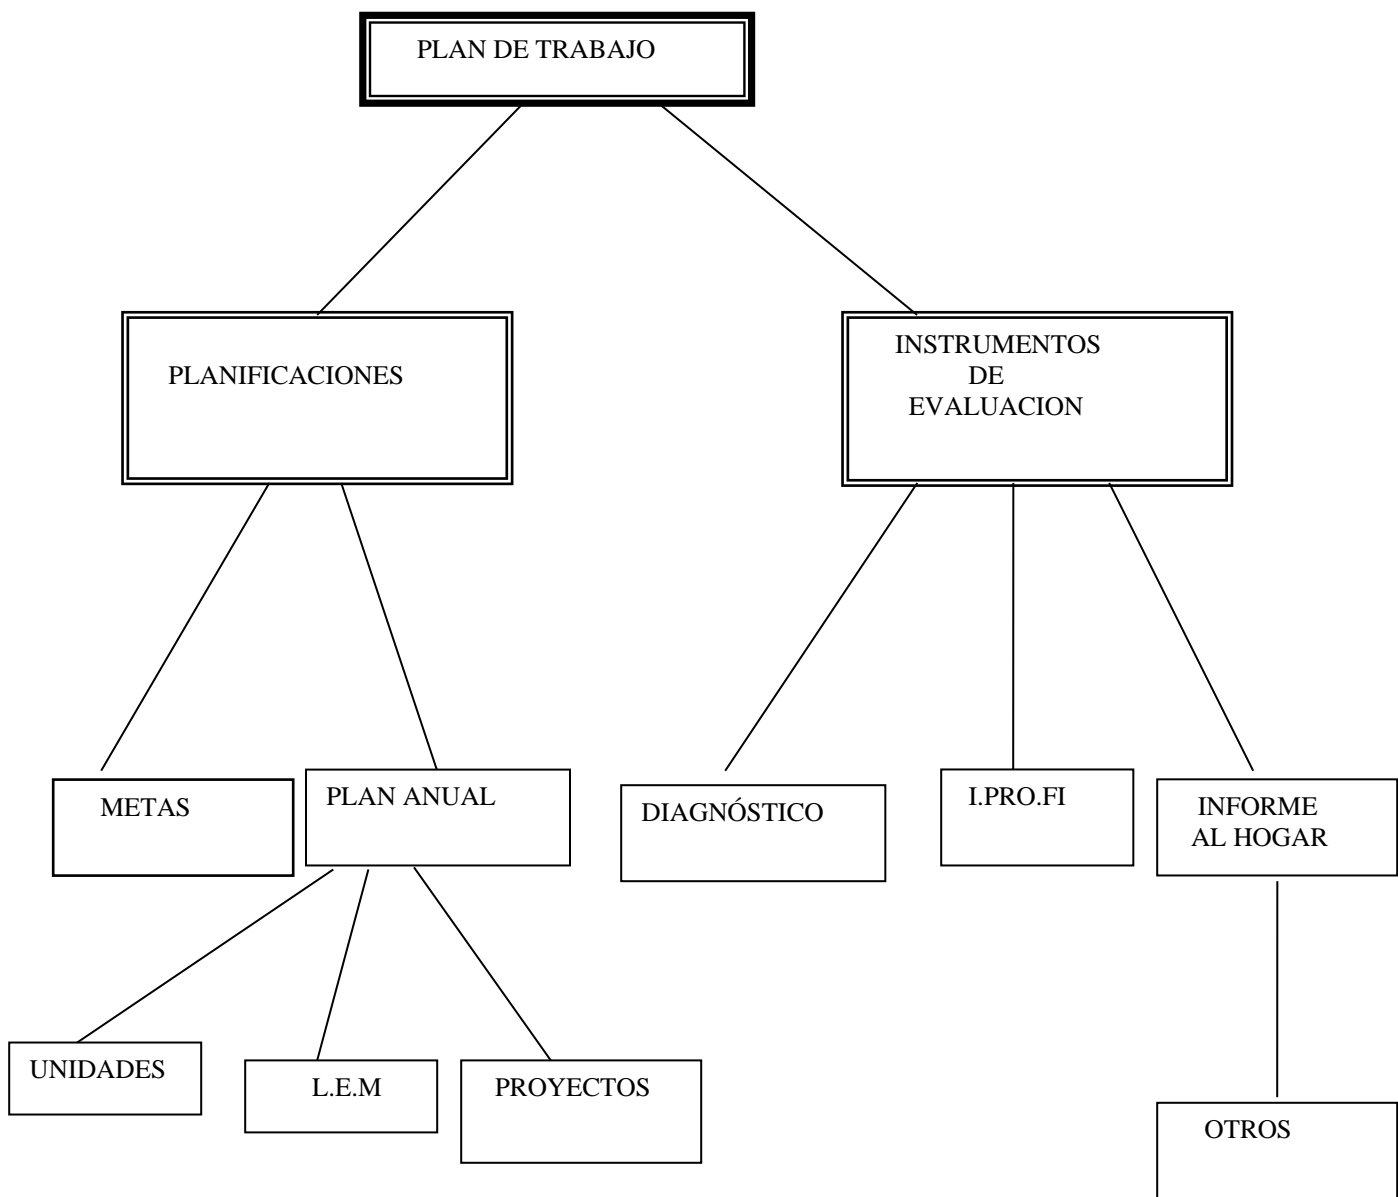 PLAN DE TRABAJO
PLANIFICACIONES
INSTRUMENTOS
DE
EVALUACION
METAS
PLAN ANUAL
DIAGNÓSTICO
I.PRO.FI
INFORME
AL HOGAR
UNIDADES
L.E.M
PROYECTOS
OTROS